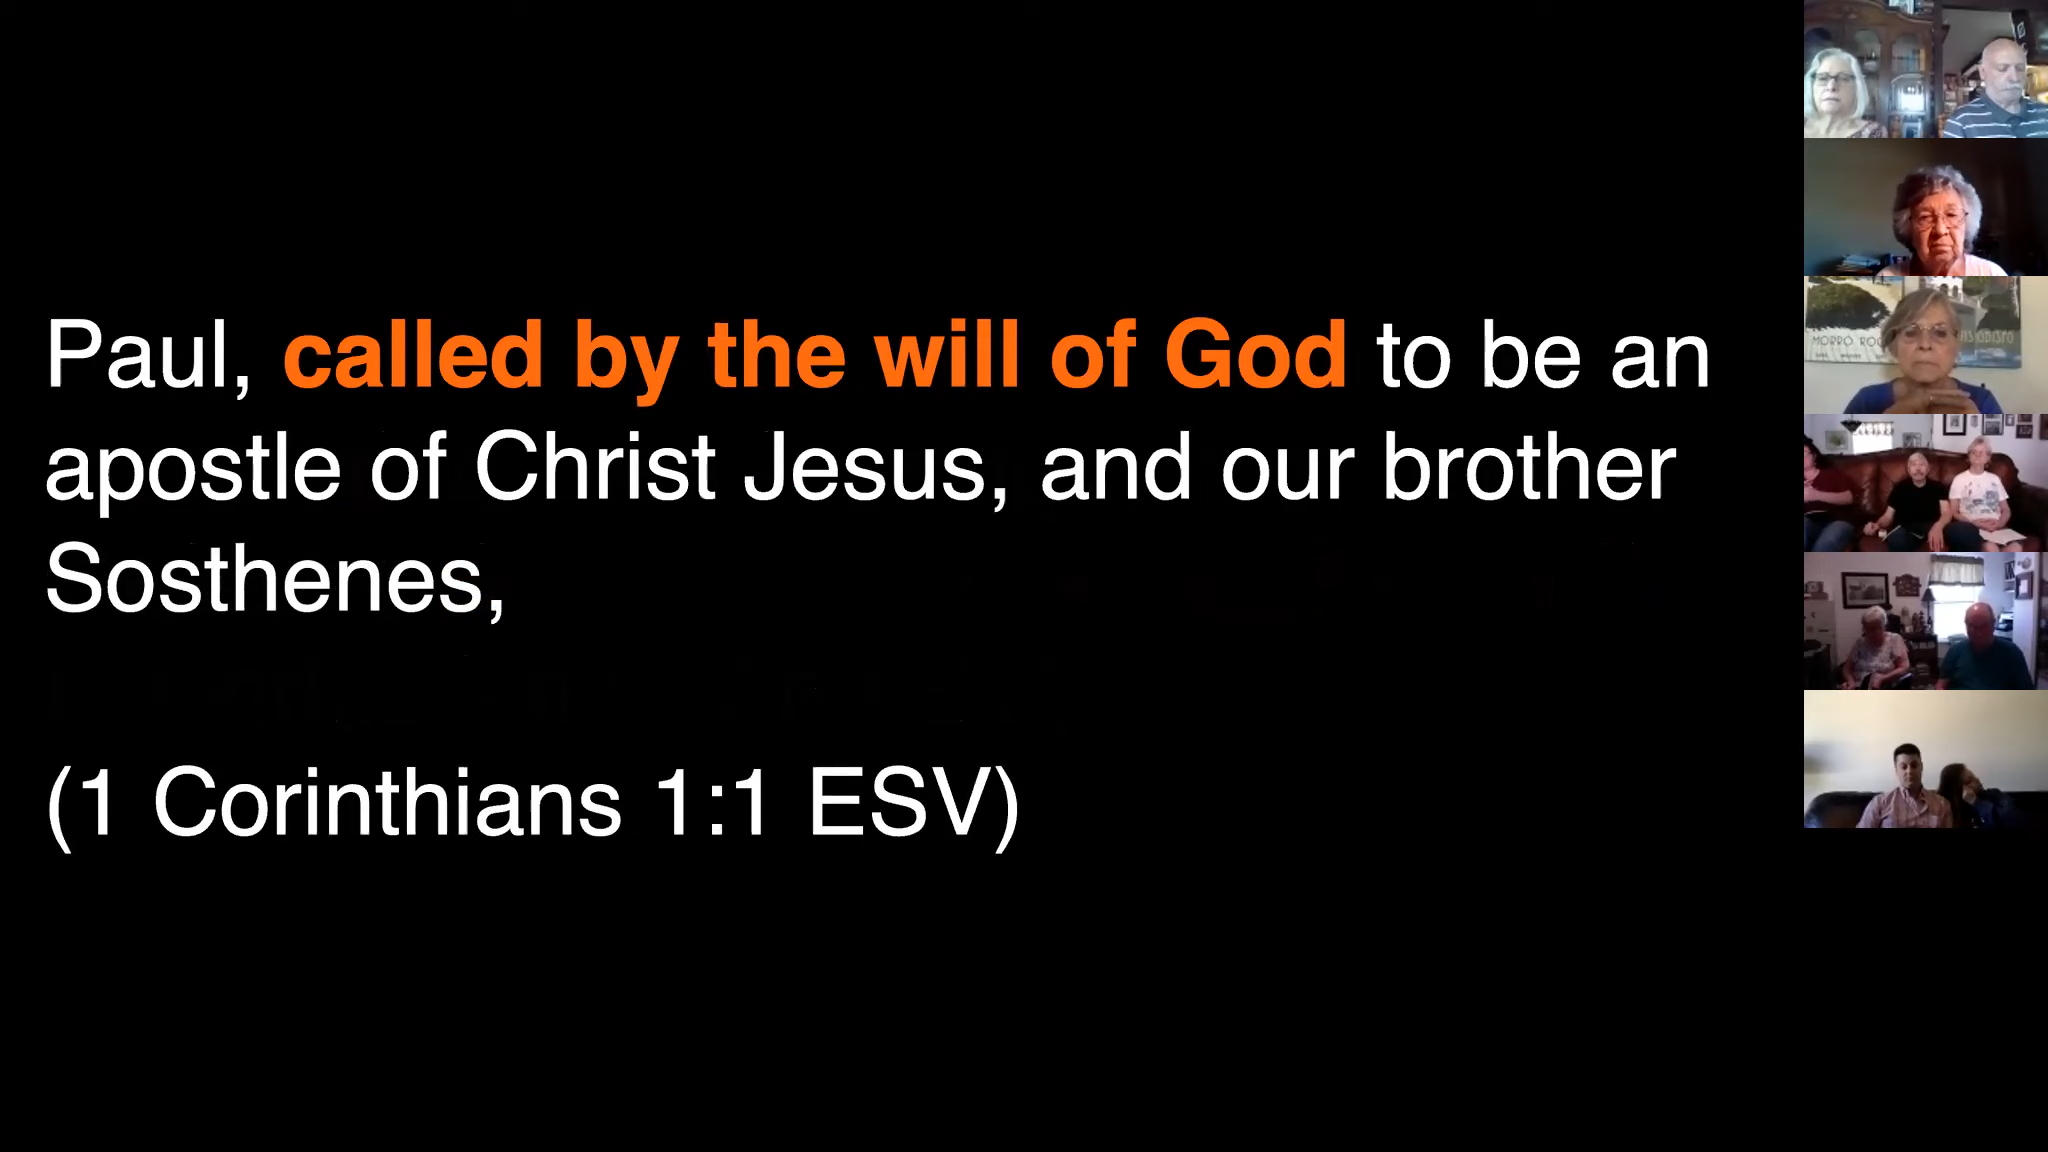 Paul, called by the will of God to be an
apostle of Christ Jesus, and our brother
Sosthenes,
(1 Corinthians 1:1 ESV)
MORRO